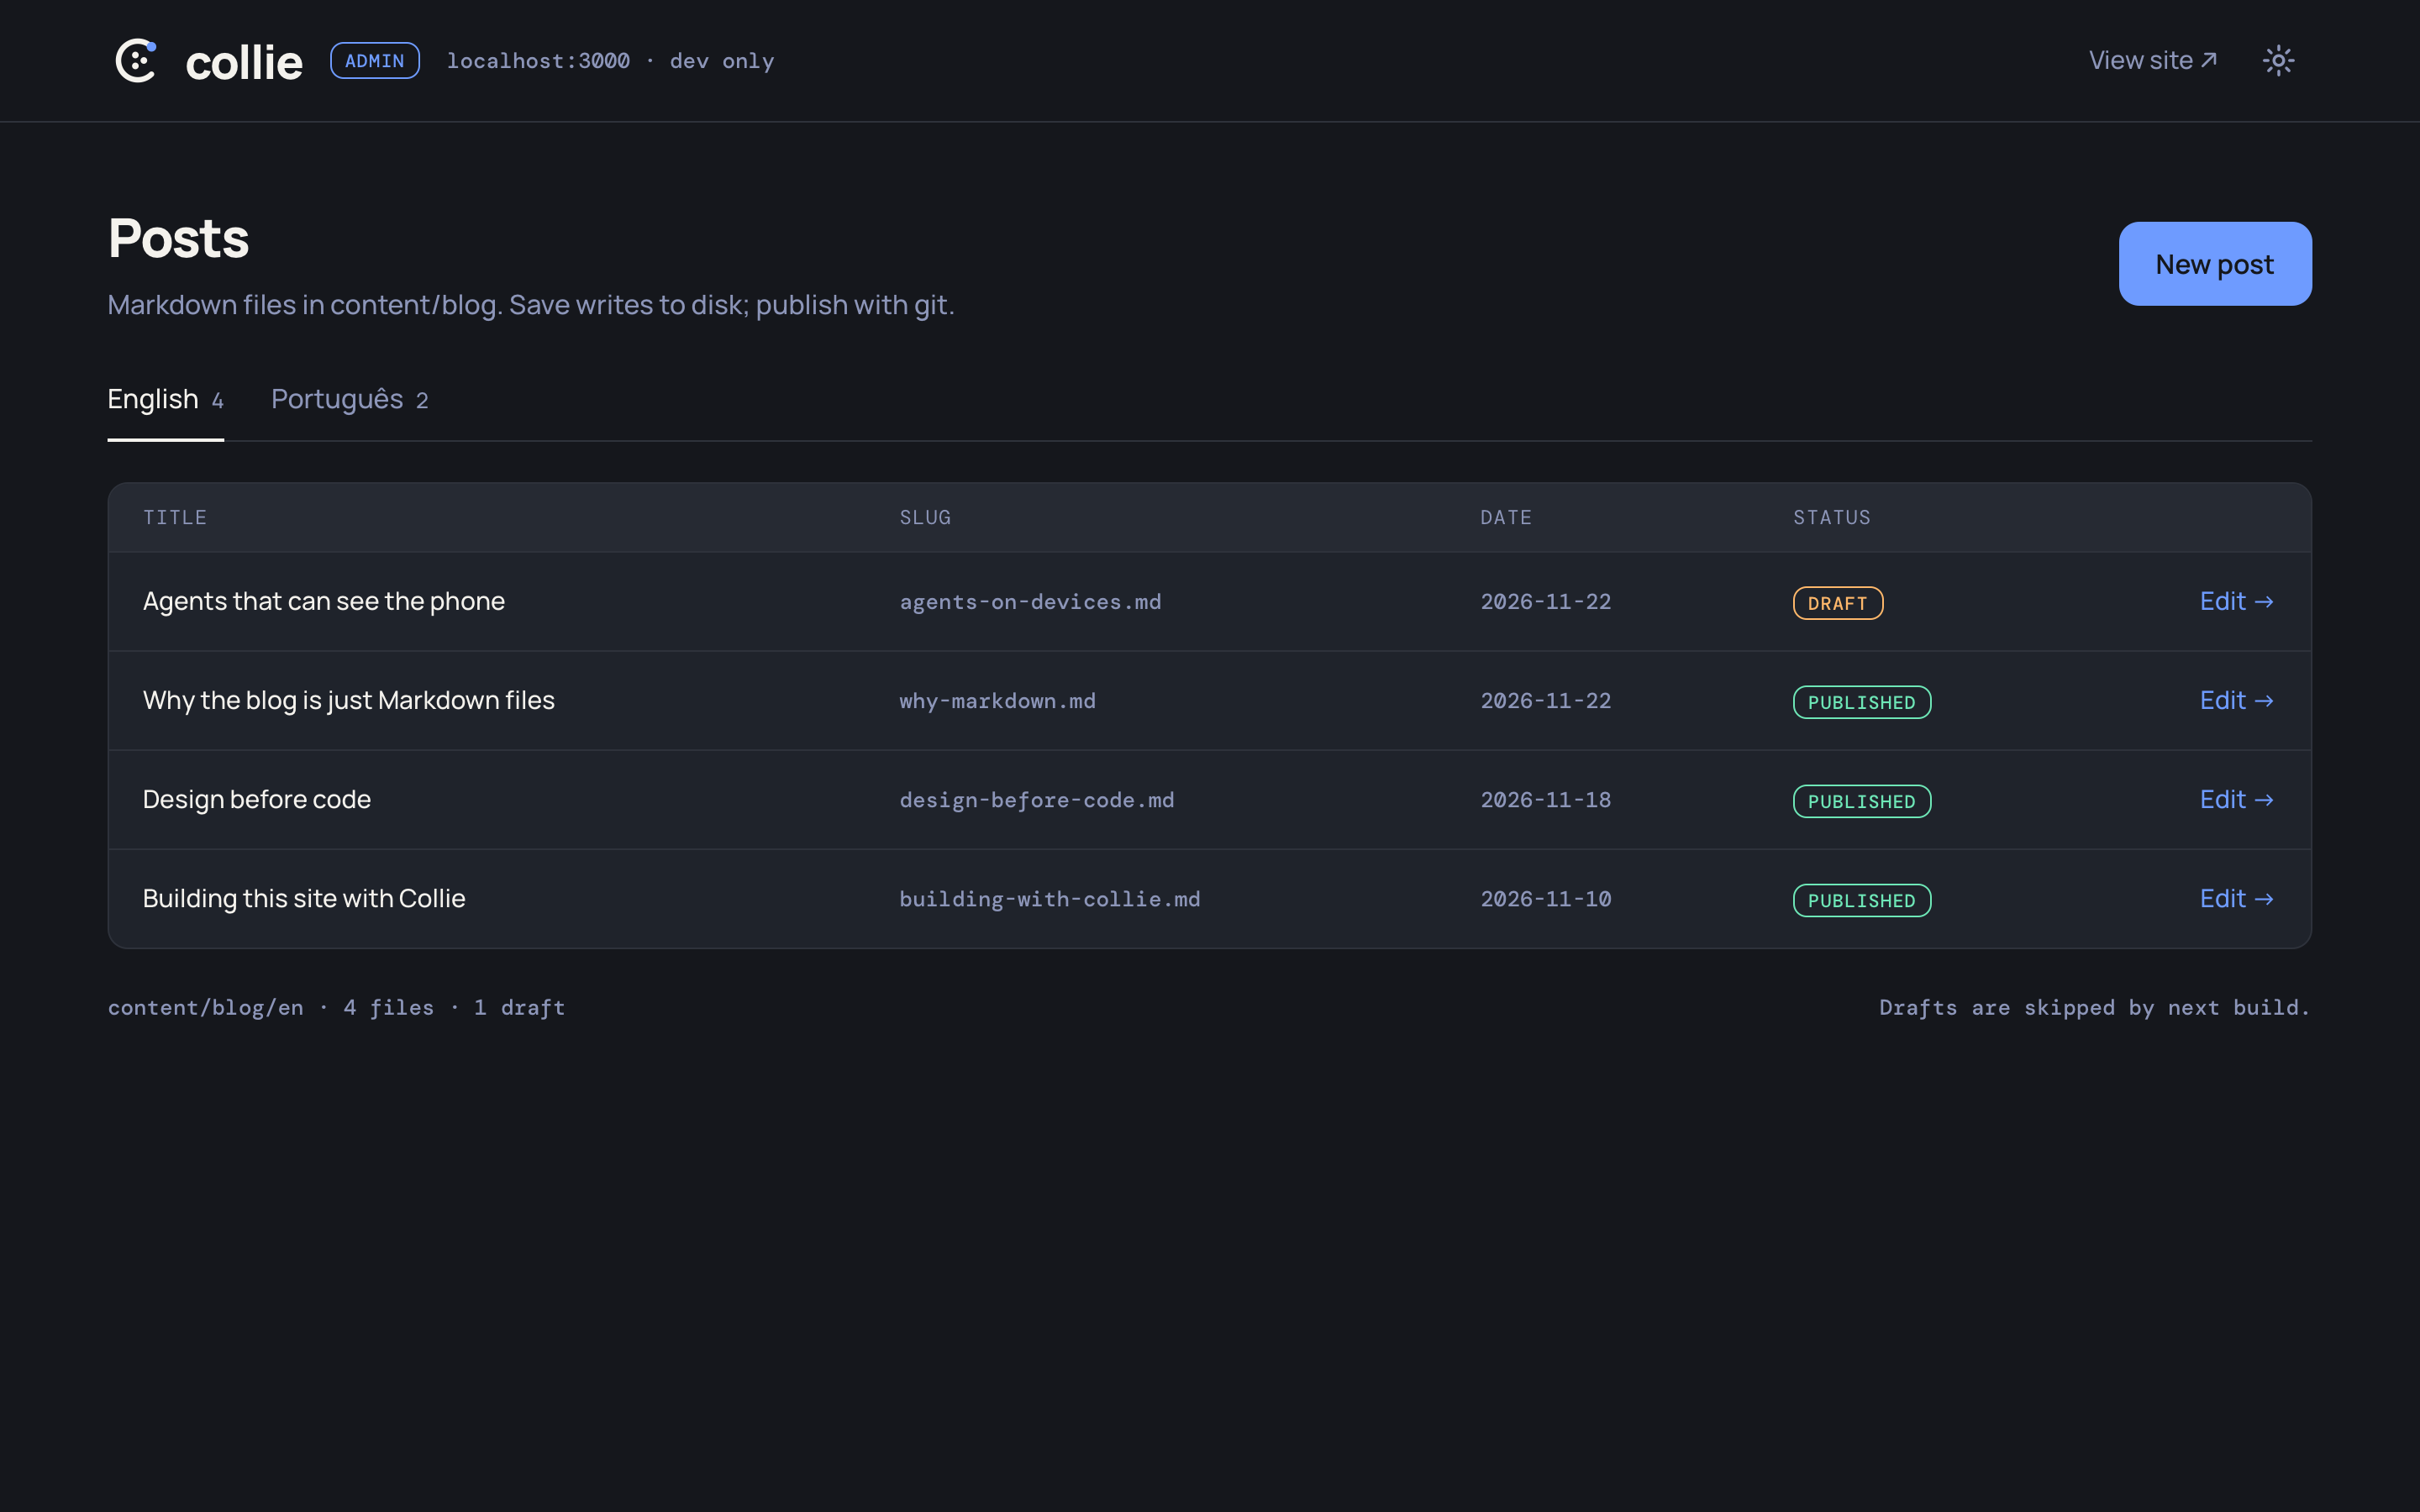 collie ADMIN localhost:3000 · dev only View site ↗
Posts
New post
Markdown files in content/blog. Save writes to disk; publish with git.
English 4 Português 2
TITLE SLUG DATE STATUS
Agents that can see the phone agents-on-devices.md 2026-11-22 DRAFT Edit →
Why the blog is just Markdown files why-markdown.md 2026-11-22 PUBLISHED Edit →
Design before code design-before-code.md 2026-11-18 PUBLISHED Edit →
Building this site with Collie building-with-collie.md 2026-11-10 PUBLISHED Edit →
content/blog/en · 4 files · 1 draft Drafts are skipped by next build.